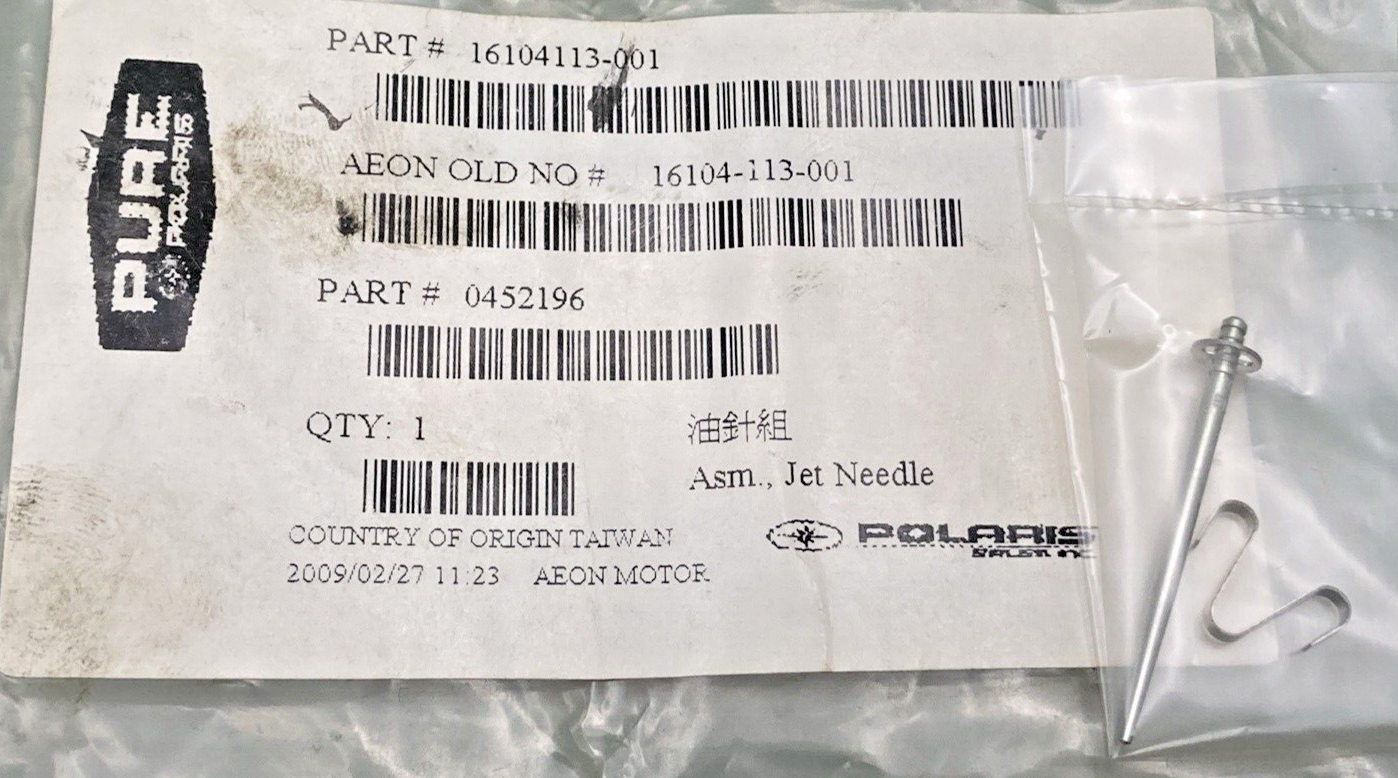 PURE
POLARIS
PART # 16104113-001
AEON OLD NO # 16104-113-001
PART # 0452196
QTY: 1
油針組
Asm., Jet Needle
COUNTRY OF ORIGIN TAIWAN
POLARIS
2009/02/27 11:23 AEON MOTOR